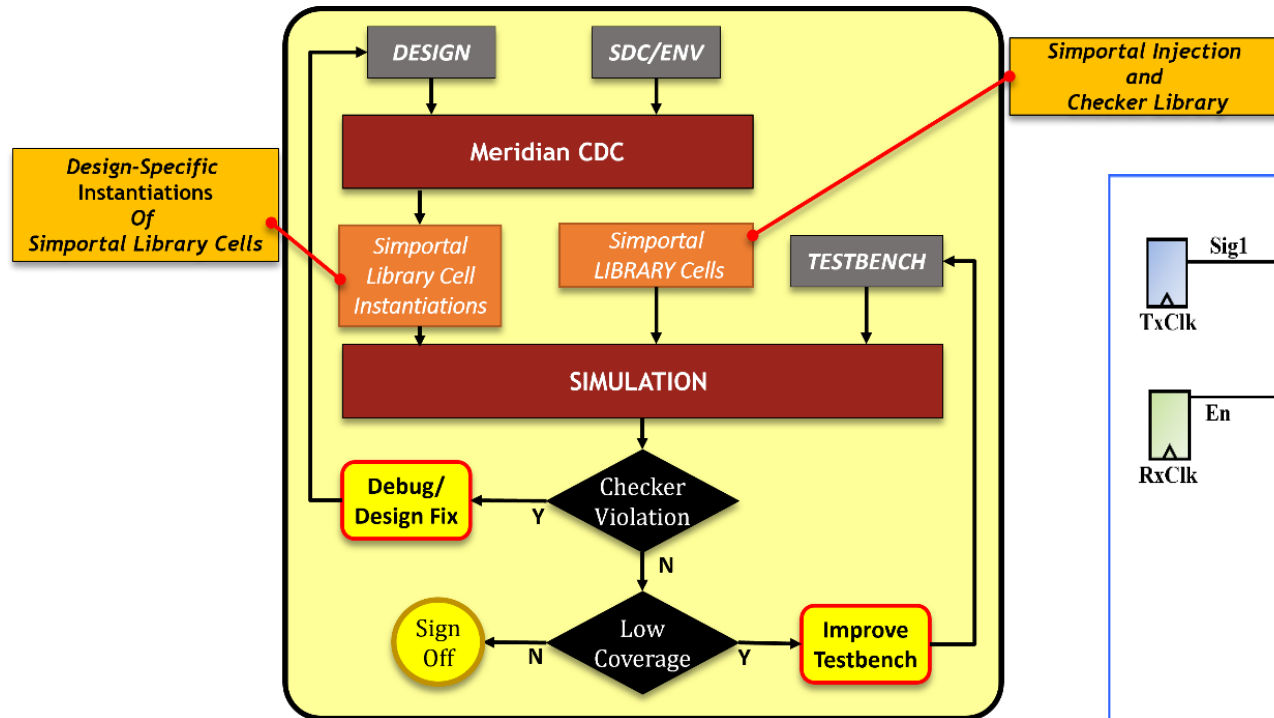 DESIGN
SDC/ENV
Simportal Injection
and
Checker Library
Meridian CDC
Design-Specific
Instantiations
Of
Simportal Library Cells
Simportal
Library Cell
Instantiations
Simportal
LIBRARY Cells
TESTBENCH
Sig1
TxClk
SIMULATION
En
RxClk
Debug/
Design Fix
Y
Checker
Violation
N
Sign
Off
N
Low
Coverage
Y
Improve
Testbench